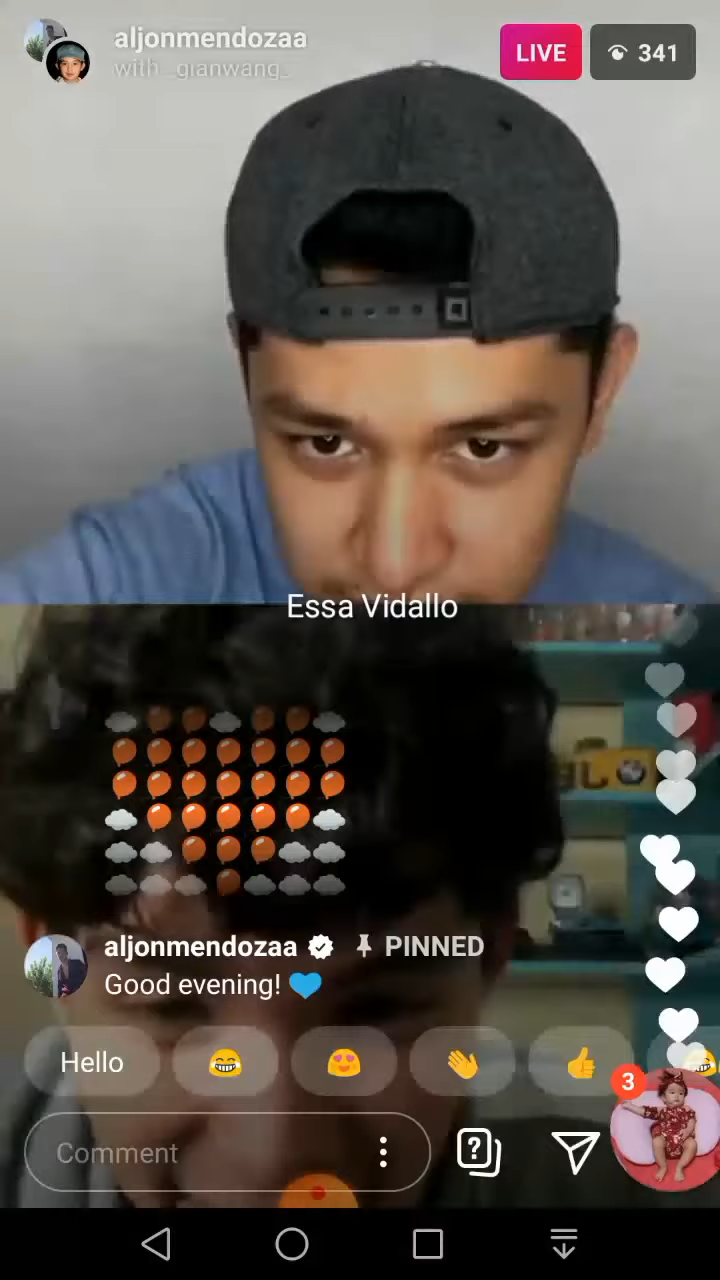 aljonmendozaa
with _gianwang_
LIVE
341
Essa Vidallo
aljonmendozaa
PINNED
Good evening! 💙
Hello
3
Comment